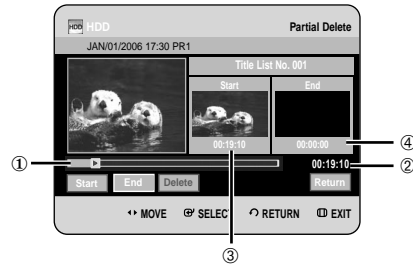 HDD HDD Partial Delete
JAN/01/2006 17:30 PR1
Title List No. 001
Start End
00:19:10 00:00:00
④
① 00:19:10 ②
Start End Delete Return
MOVE SELECT RETURN EXIT
③